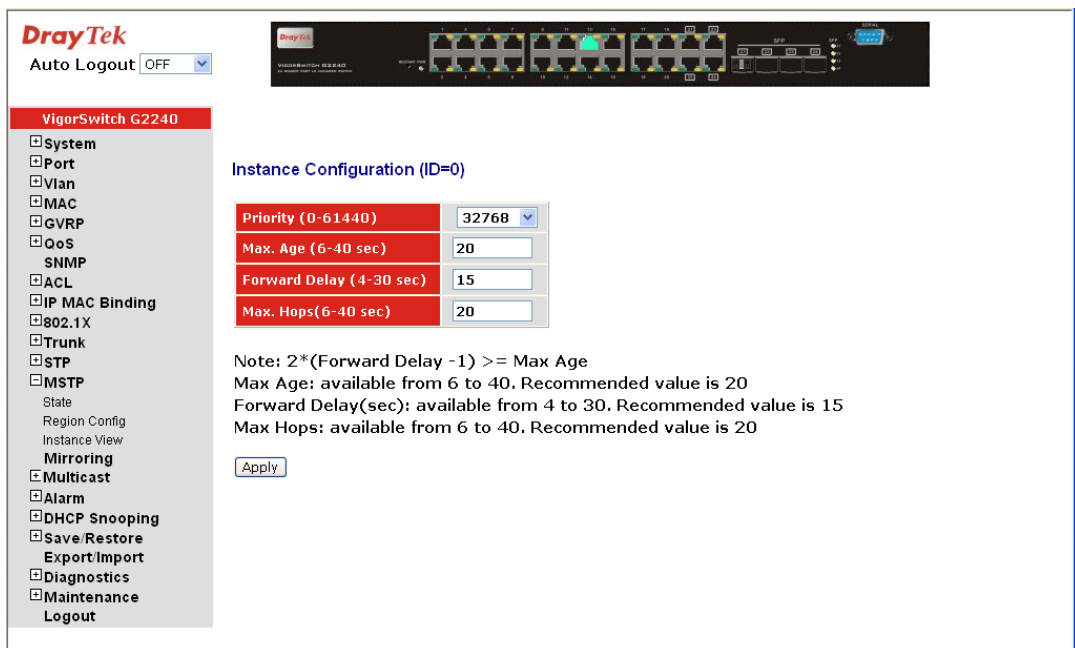 DrayTek
Auto Logout OFF
DrayTek
VIGORSWITCH G2240
SFP
SERIAL
VigorSwitch G2240
System
Port
Vlan
MAC
GVRP
QoS
SNMP
ACL
IP MAC Binding
802.1X
Trunk
STP
MSTP
State
Region Config
Instance View
Mirroring
Multicast
Alarm
DHCP Snooping
Save/Restore
Export/Import
Diagnostics
Maintenance
Logout
Instance Configuration (ID=0)
Priority (0-61440) 32768
Max. Age (6-40 sec) 20
Forward Delay (4-30 sec) 15
Max. Hops(6-40 sec) 20
Note: 2*(Forward Delay -1) >= Max Age
Max Age: available from 6 to 40. Recommended value is 20
Forward Delay(sec): available from 4 to 30. Recommended value is 15
Max Hops: available from 6 to 40. Recommended value is 20
Apply